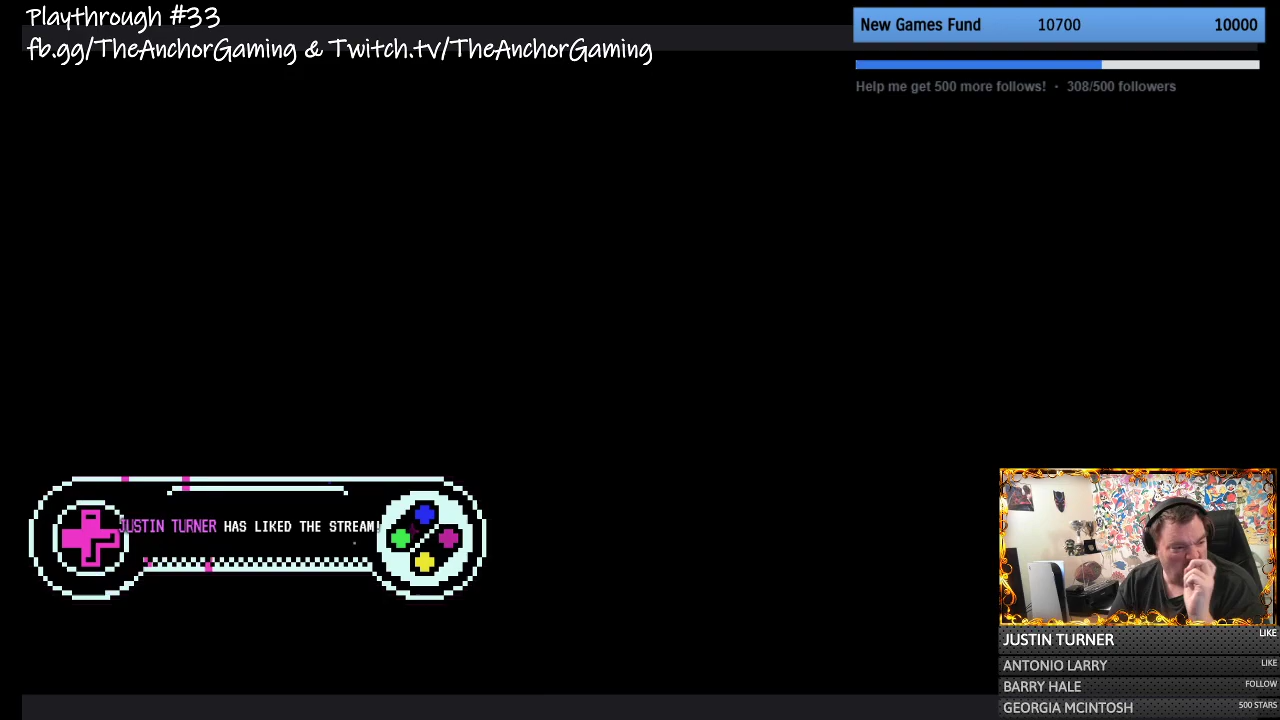 Playthrough #33
fb.gg/TheAnchorGaming & Twitch.tv/TheAnchorGaming
New Games Fund 10700 10000
Help me get 500 more follows! · 308/500 followers
JUSTIN TURNER HAS LIKED THE STREAM!
JUSTIN TURNER LIKE
ANTONIO LARRY LIKE
BARRY HALE FOLLOW
GEORGIA MCINTOSH 500 STARS